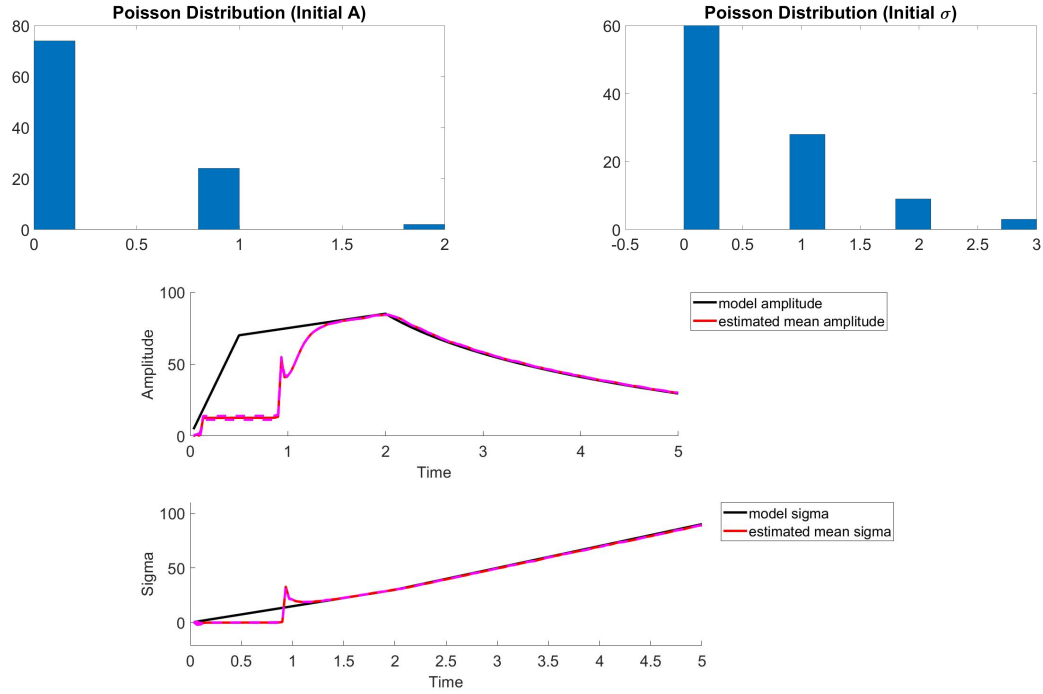 Poisson Distribution (Initial A)
80
60
40
20
0
0 0.5 1 1.5 2
Poisson Distribution (Initial σ)
60
40
20
0
-0.5 0 0.5 1 1.5 2 2.5 3
100
50
0
Amplitude
0 1 2 3 4 5
Time
model amplitude
estimated mean amplitude
100
50
0
Sigma
0 0.5 1 1.5 2 2.5 3 3.5 4 4.5 5
Time
model sigma
estimated mean sigma